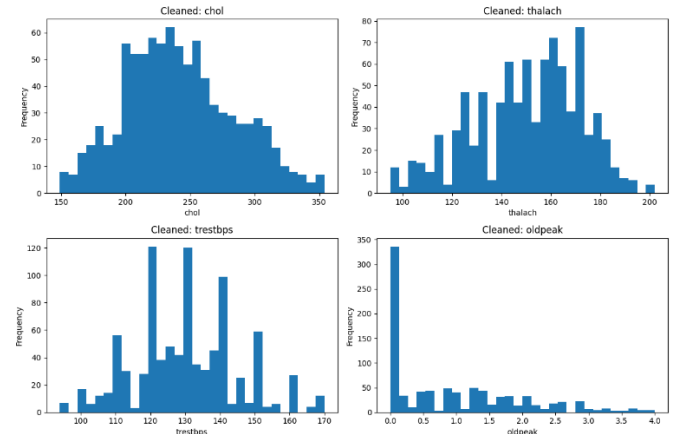 Cleaned: chol
Frequency
60
50
40
30
20
10
0
150 200 250 300 350
chol
Cleaned: thalach
Frequency
80
70
60
50
40
30
20
10
0
100 120 140 160 180 200
thalach
Cleaned: trestbps
Frequency
120
100
80
60
40
20
0
100 110 120 130 140 150 160 170
trestbps
Cleaned: oldpeak
Frequency
350
300
250
200
150
100
50
0
0.0 0.5 1.0 1.5 2.0 2.5 3.0 3.5 4.0
oldpeak